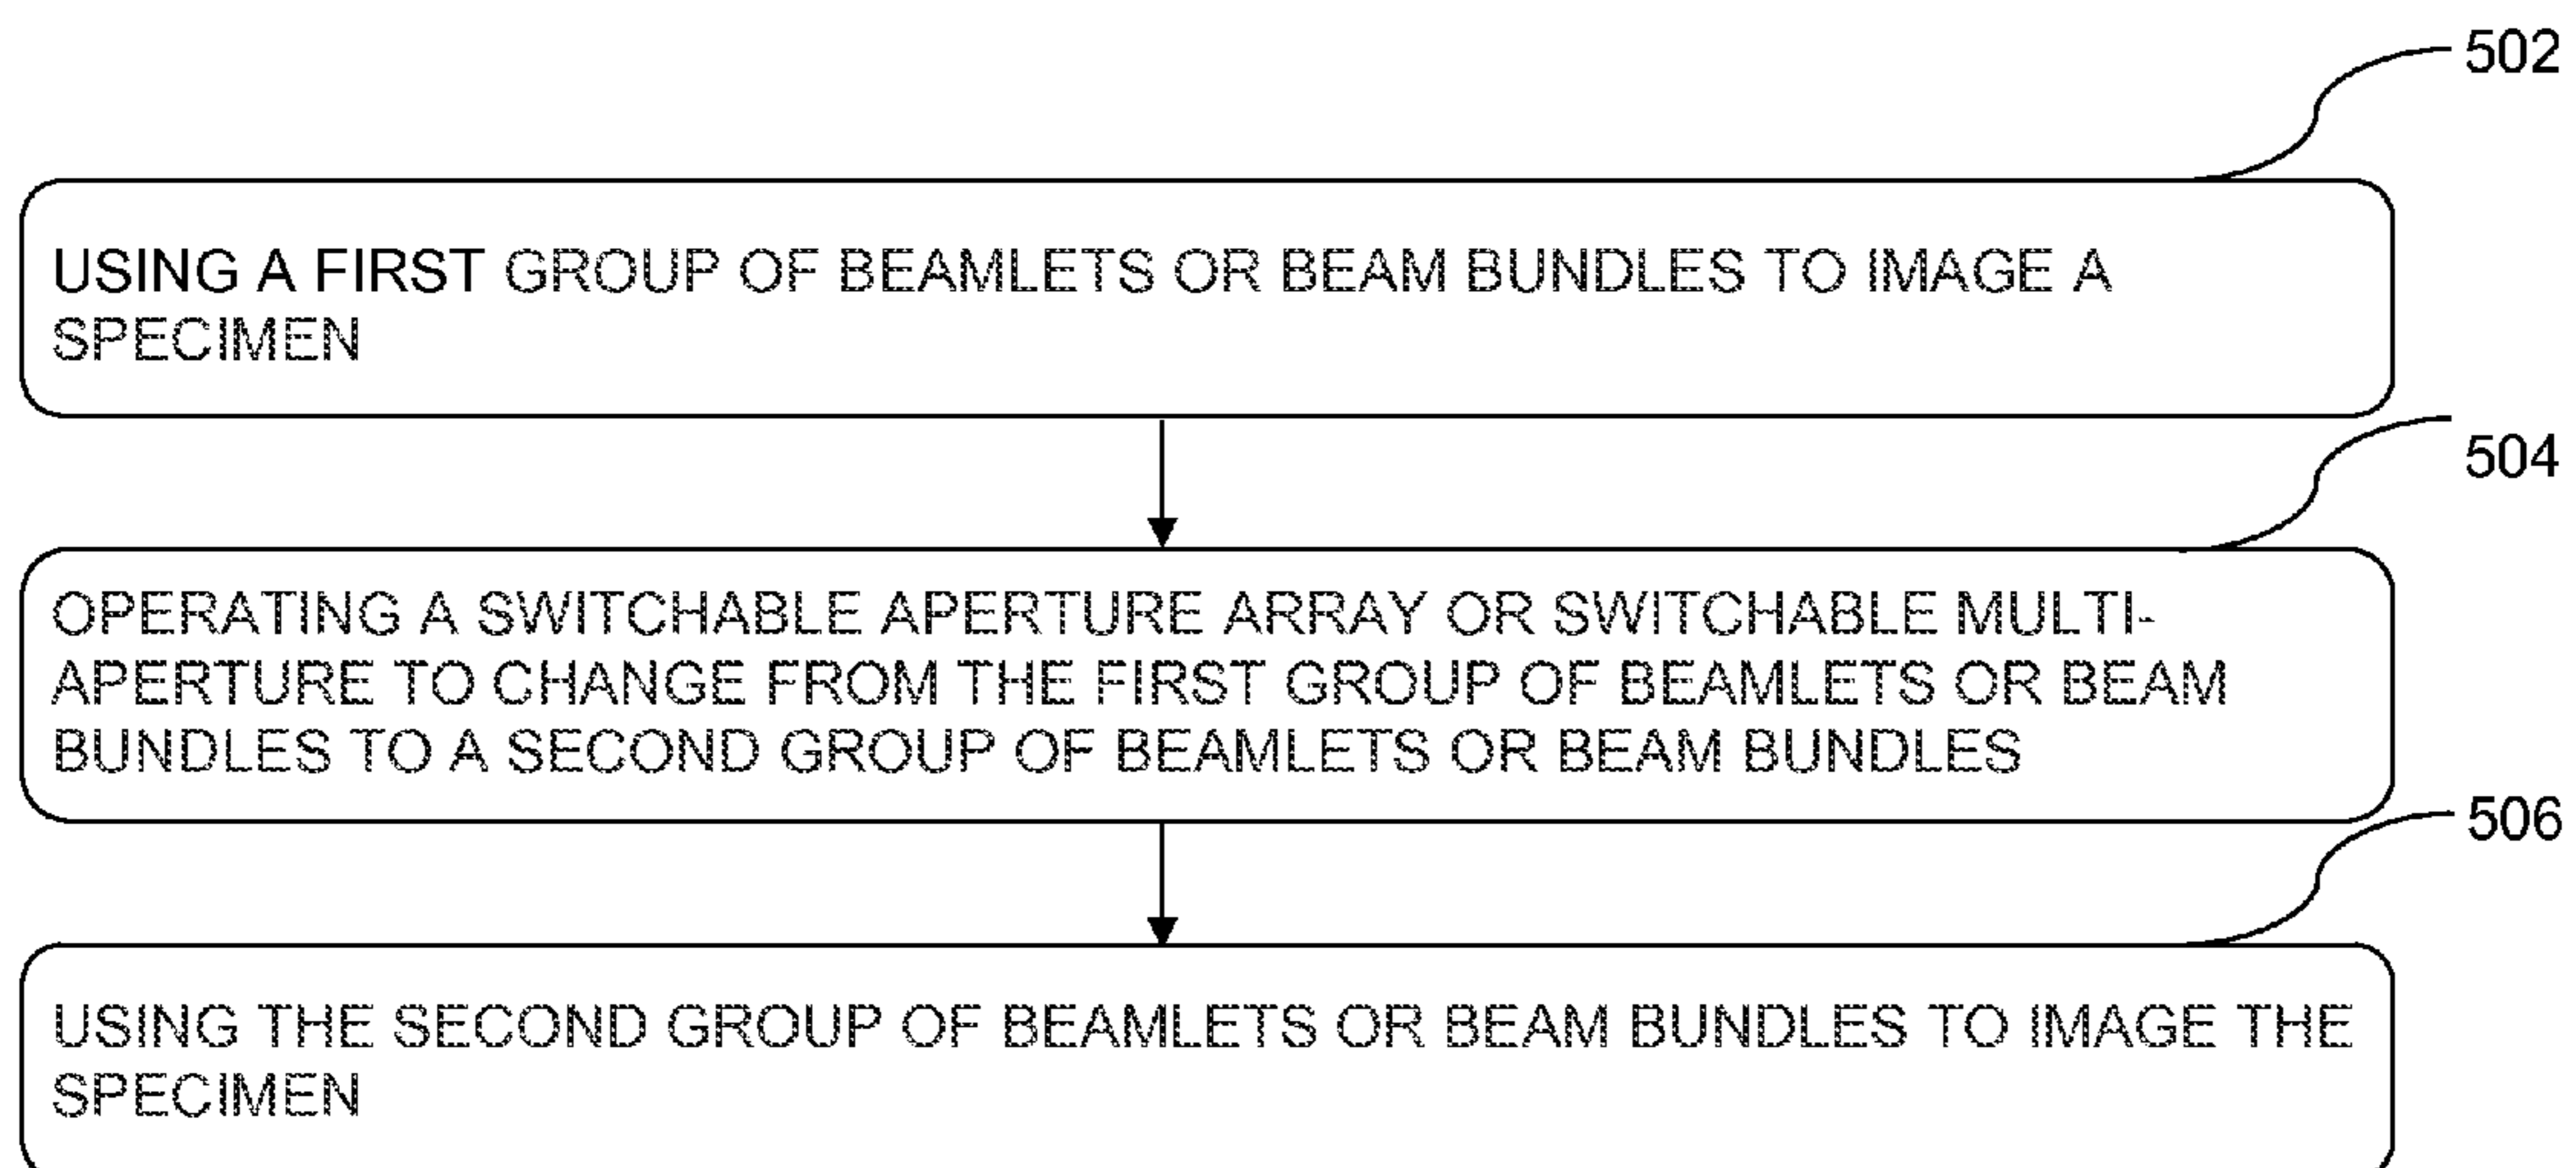 502
USING A FIRST GROUP OF BEAMLETS OR BEAM BUNDLES TO IMAGE A
SPECIMEN
504
OPERATING A SWITCHABLE APERTURE ARRAY OR SWITCHABLE MULTI-
APERTURE TO CHANGE FROM THE FIRST GROUP OF BEAMLETS OR BEAM
BUNDLES TO A SECOND GROUP OF BEAMLETS OR BEAM BUNDLES
506
USING THE SECOND GROUP OF BEAMLETS OR BEAM BUNDLES TO IMAGE THE
SPECIMEN